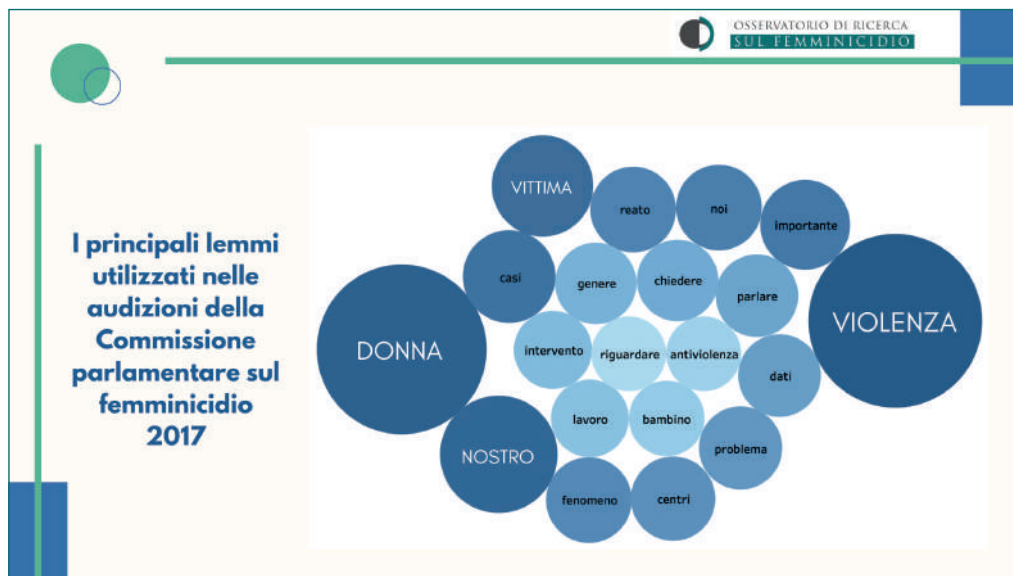 OSSERVATORIO DI RICERCA
SUL FEMMINICIDIO
I principali lemmi
utilizzati nelle
audizioni della
Commissione
parlamentare sul
femminicidio
2017
VITTIMA
reato
noi
importante
casi
genere
chiedere
parlare
DONNA
VIOLENZA
intervento
riguardare
antiviolenza
dati
lavoro
bambino
NOSTRO
problema
fenomeno
centri